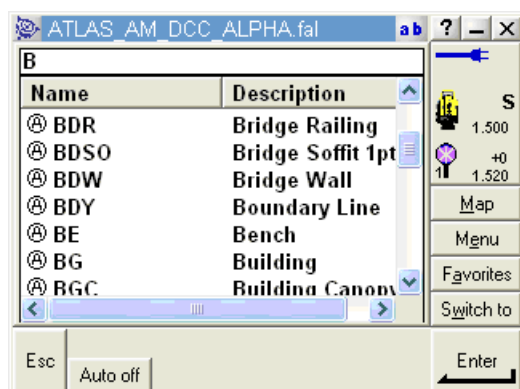 ATLAS_AM_DCC_ALPHA.fal ab ? – X
B
Name Description
A BDR Bridge Railing
A BDSO Bridge Soffit 1pt
A BDW Bridge Wall
A BDY Boundary Line
A BE Bench
A BG Building
A BGC Building Canopy
S
1.500
+0
1 1.520
Map
Menu
Favorites
Switch to
Esc Auto off Enter